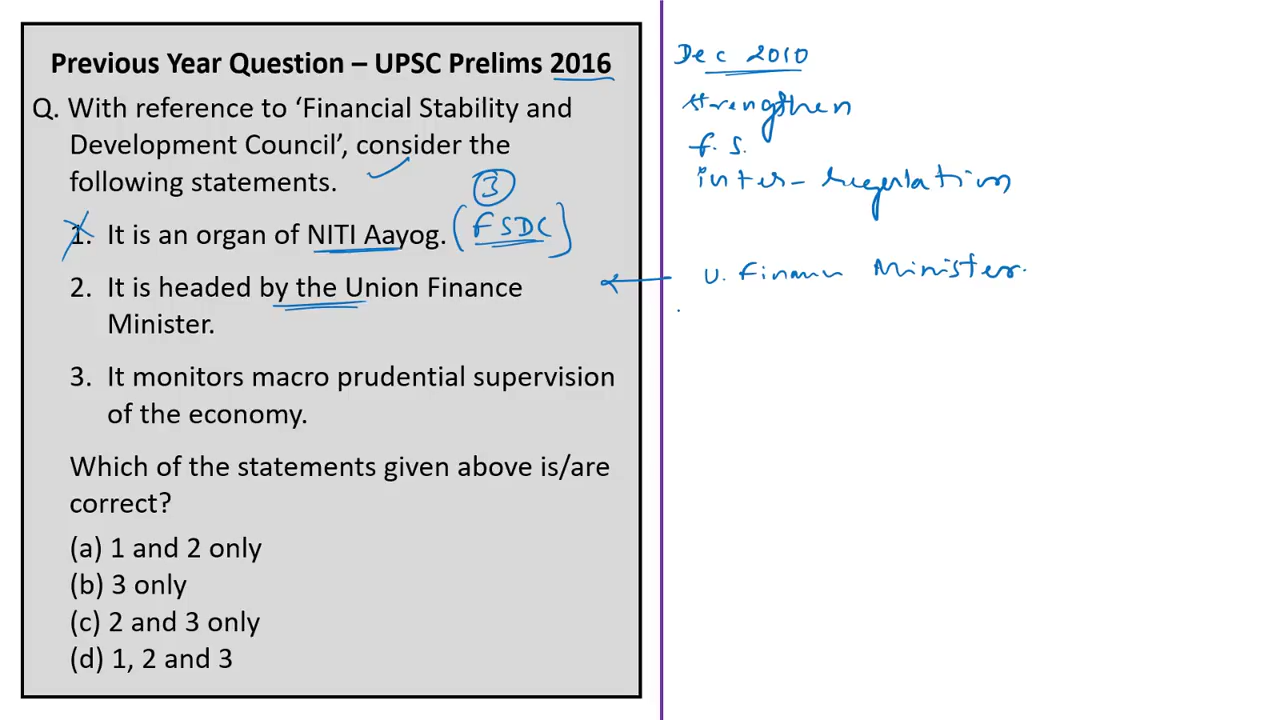 Previous Year Question – UPSC Prelims 2016
Q. With reference to ‘Financial Stability and
Development Council’, consider the
following statements.
1. It is an organ of NITI Aayog. (FSDC)
3
2. It is headed by the Union Finance
Minister.
3. It monitors macro prudential supervision
of the economy.
Which of the statements given above is/are
correct?
(a) 1 and 2 only
(b) 3 only
(c) 2 and 3 only
(d) 1, 2 and 3
Dec 2010
strengthen
f. s.
inter-regulation
U. Finance Minister.